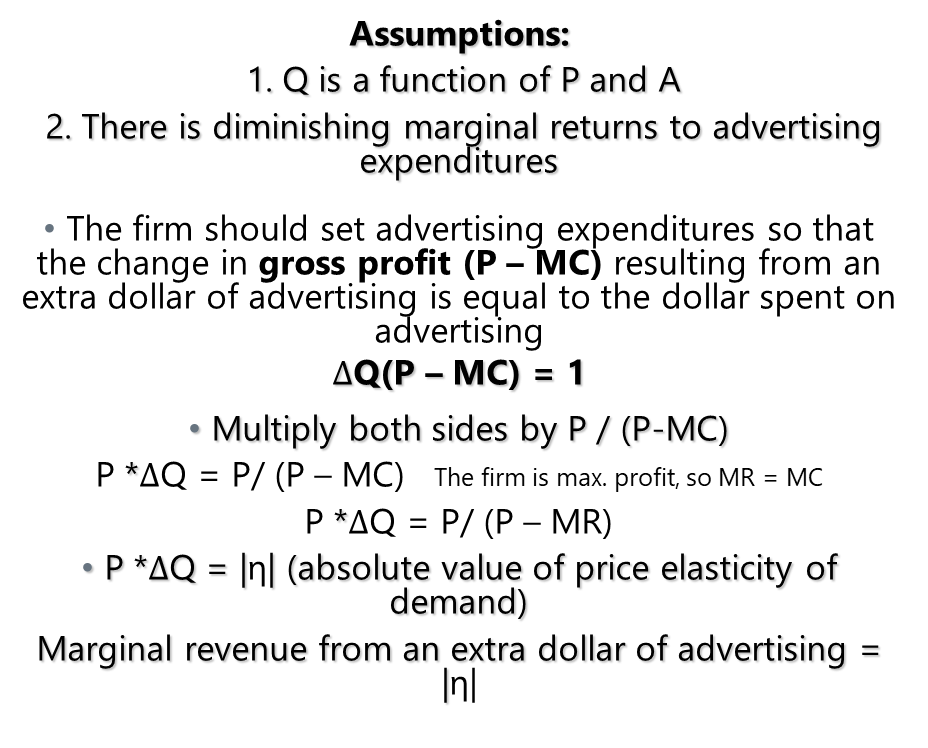 Assumptions:
1. Q is a function of P and A
2. There is diminishing marginal returns to advertising
expenditures
• The firm should set advertising expenditures so that
the change in gross profit (P – MC) resulting from an
extra dollar of advertising is equal to the dollar spent on
advertising
∆Q(P – MC) = 1
• Multiply both sides by P / (P-MC)
P *∆Q = P/ (P – MC) The firm is max. profit, so MR = MC
P *∆Q = P/ (P – MR)
• P *∆Q = |η| (absolute value of price elasticity of
demand)
Marginal revenue from an extra dollar of advertising =
|η|